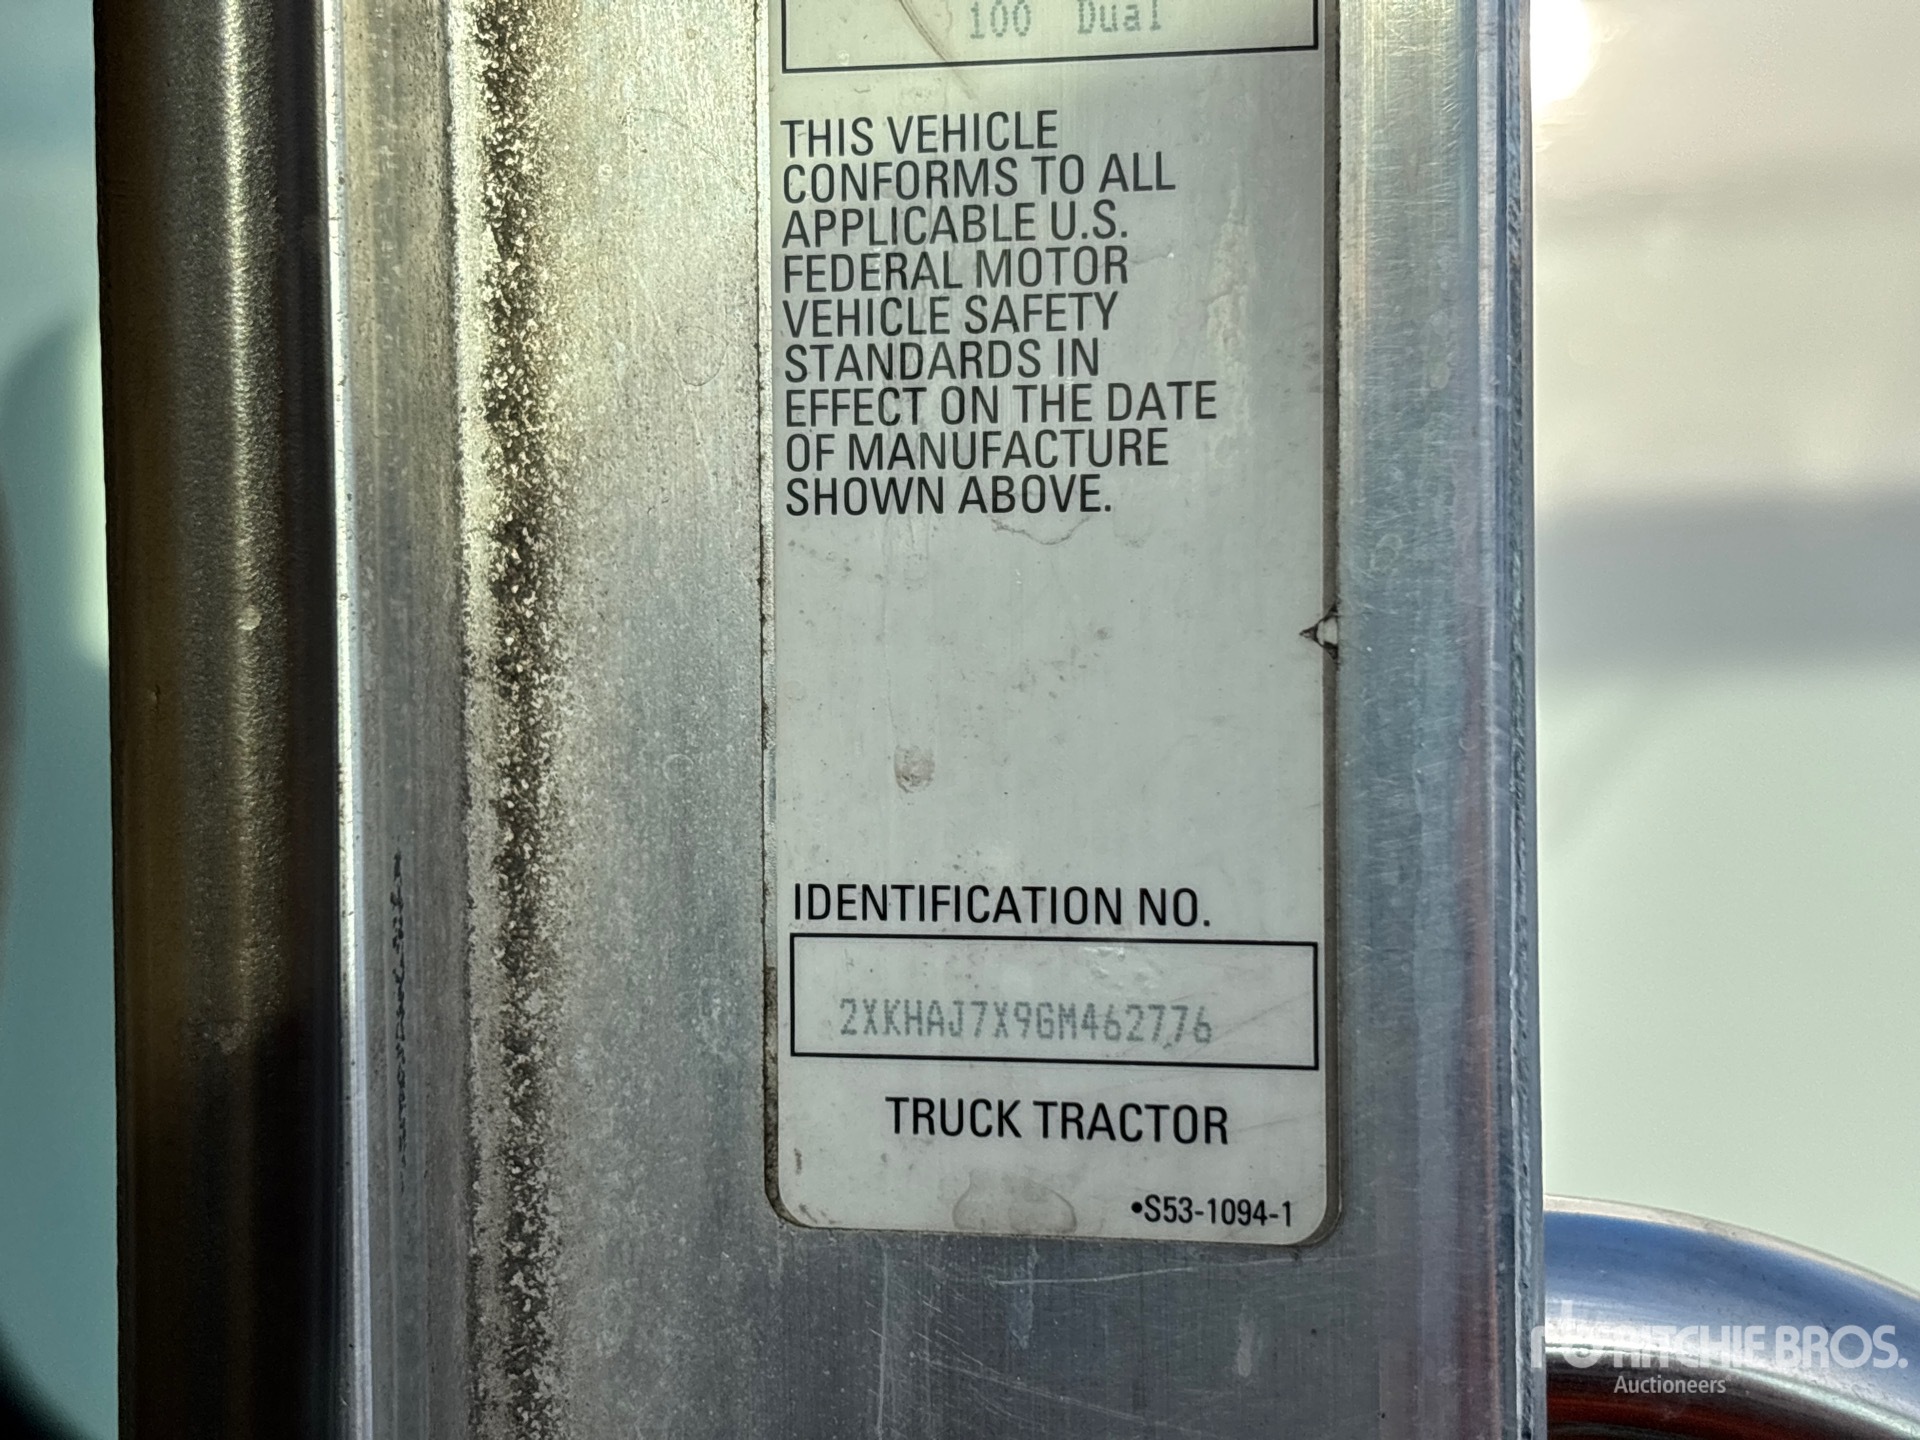 100 Dual
THIS VEHICLE
CONFORMS TO ALL
APPLICABLE U.S.
FEDERAL MOTOR
VEHICLE SAFETY
STANDARDS IN
EFFECT ON THE DATE
OF MANUFACTURE
SHOWN ABOVE.
IDENTIFICATION NO.
2XKHAJ7X9GM462776
TRUCK TRACTOR
•S53-1094-1
RITCHIE BROS.
Auctioneers